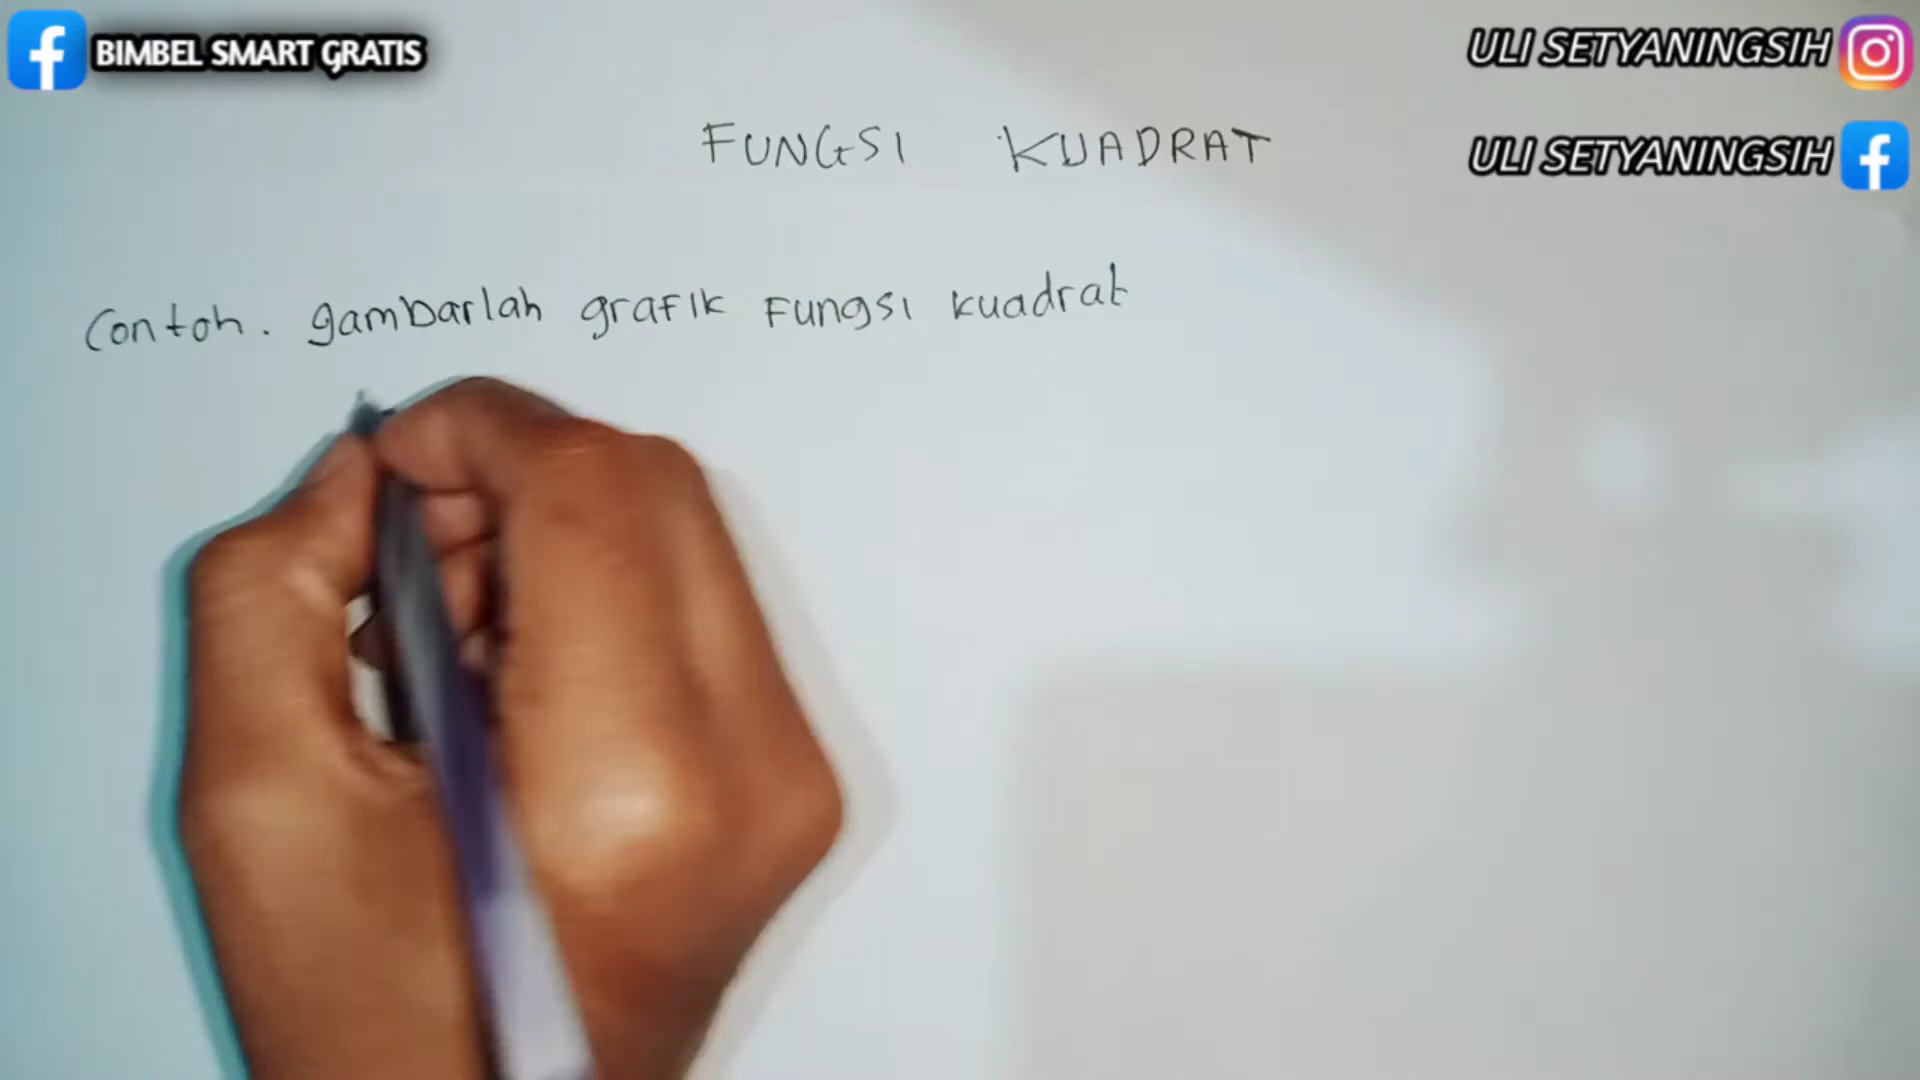 BIMBEL SMART GRATIS
ULI SETYANINGSIH
ULI SETYANINGSIH
FUNGSI KUADRAT
Contoh. gambarlah grafik fungsi kuadrat